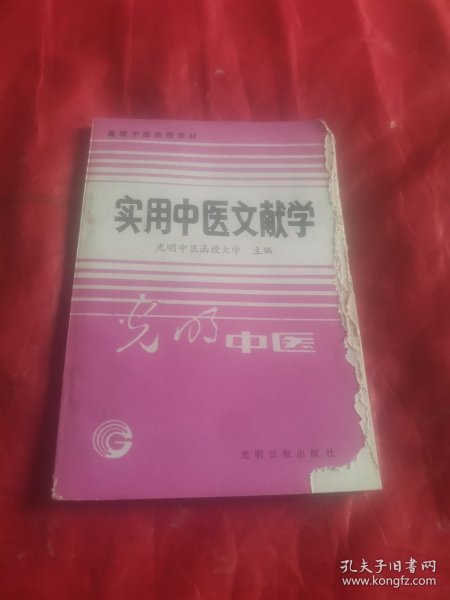 高等中医函授教材
实用中医文献学
光明中医函授大学 主编
光明中医
光明日报出版社
孔夫子旧书网
www.kongfz.com